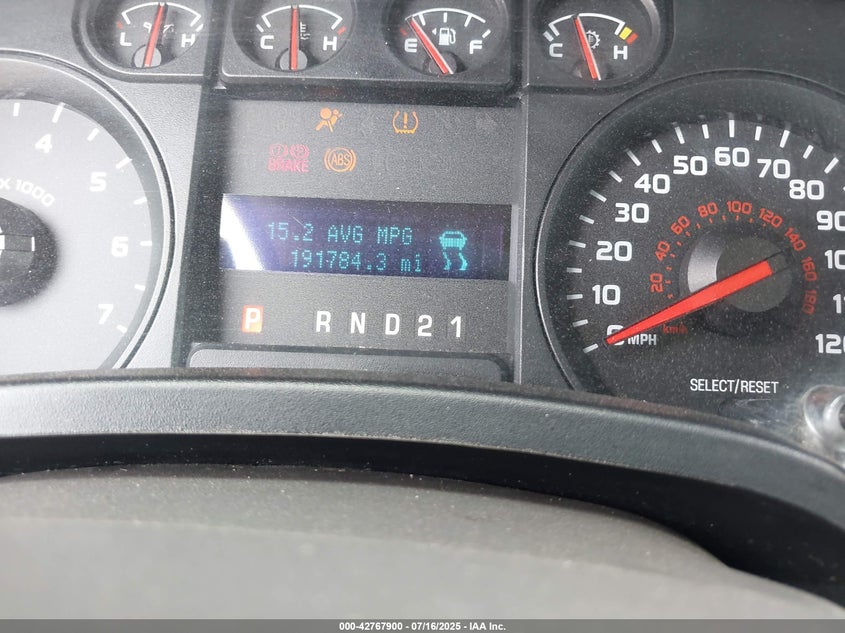 L H
C H
E F
C H
4
5
6
7
X 1000
BRAKE
ABS
15.2 AVG MPG
191784.3 mi
P R N D 2 1
10
20
30
40
50
60
70
80
90
120
MPH
20
40
60
80
100
120
140
160
km/h
SELECT/RESET
000-42767900 - 07/16/2025 - IAA Inc.